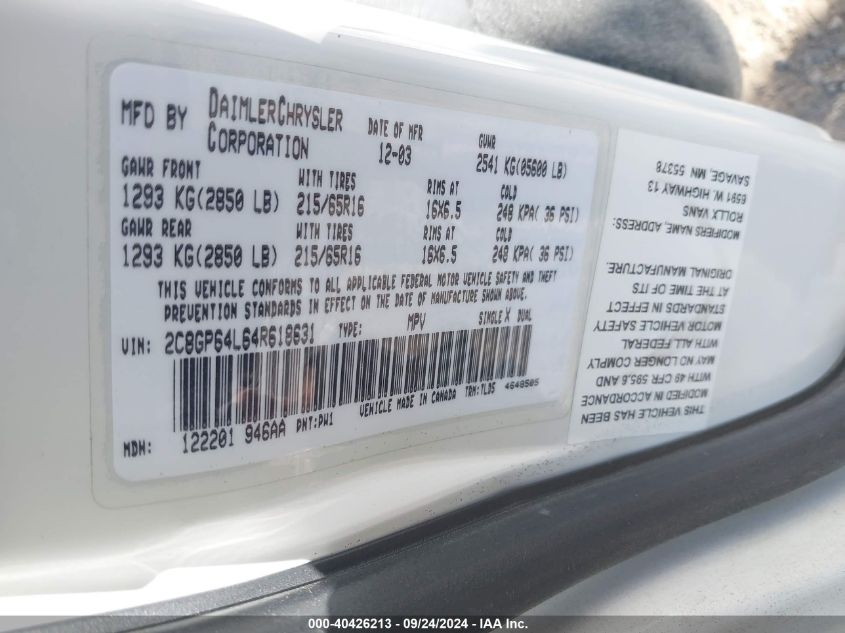 MFD BY DAIMLERCHRYSLER CORPORATION
DATE OF MFR 12-03
GVWR 2541 KG(05600 LB)
GAWR FRONT WITH TIRES RIMS AT COLD
1293 KG(2850 LB) 215/65R16 16X6.5 248 KPA( 36 PSI)
GAWR REAR WITH TIRES RIMS AT COLD
1293 KG(2850 LB) 215/65R16 16X6.5 248 KPA( 36 PSI)
THIS VEHICLE CONFORMS TO ALL APPLICABLE FEDERAL MOTOR VEHICLE SAFETY AND THEFT
PREVENTION STANDARDS IN EFFECT ON THE DATE OF MANUFACTURE SHOWN ABOVE.
VIN: 2C8GP64L64R618631 TYPE: MPV SINGLE X DUAL
MDH: 122201 946AA PNT:PW1 VEHICLE MADE IN CANADA TRM:TLD5 4648505
THIS VEHICLE HAS BEEN
MODIFIED IN ACCORDANCE
WITH 49 CFR 595.6 AND
MAY NO LONGER COMPLY
WITH ALL FEDERAL
MOTOR VEHICLE SAFETY
STANDARDS IN EFFECT
AT THE TIME OF ITS
ORIGINAL MANUFACTURE.
MODIFIERS NAME, ADDRESS:
ROLLX VANS
6591 W. HIGHWAY 13
SAVAGE, MN 55378
000-40426213 - 09/24/2024 - IAA Inc.